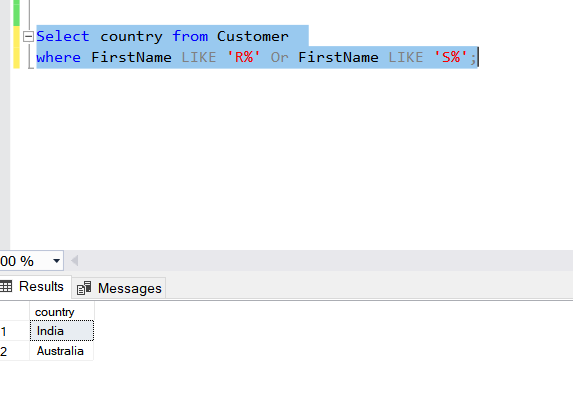 Select country from Customer
where FirstName LIKE 'R%' Or FirstName LIKE 'S%';
00 %
Results Messages
country
1 India
2 Australia